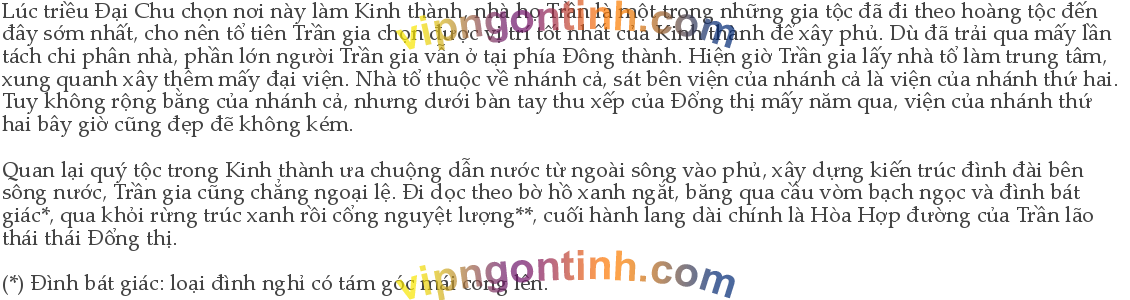 Lúc triều Đại Chu chọn nơi này làm Kinh thành, nhà họ Trần là một trong những gia tộc đã đi theo hoàng tộc đến
đây sớm nhất, cho nên tổ tiên Trần gia chọn được vị trí tốt nhất của Kinh thành để xây phủ. Dù đã trải qua mấy lần
tách chi phân nhà, phần lớn người Trần gia vẫn ở tại phía Đông thành. Hiện giờ Trần gia lấy nhà tổ làm trung tâm,
xung quanh xây thêm mấy đại viện. Nhà tổ thuộc về nhánh cả, sát bên viện của nhánh cả là viện của nhánh thứ hai.
Tuy không rộng bằng của nhánh cả, nhưng dưới bàn tay thu xếp của Đổng thị mấy năm qua, viện của nhánh thứ
hai bây giờ cũng đẹp đẽ không kém.
Quan lại quý tộc trong Kinh thành ưa chuộng dẫn nước từ ngoài sông vào phủ, xây dựng kiến trúc đình đài bên
sông nước, Trần gia cũng chẳng ngoại lệ. Đi dọc theo bờ hồ xanh ngắt, băng qua cầu vòm bạch ngọc và đình bát
giác*, qua khỏi rừng trúc xanh rồi cổng nguyệt lượng**, cuối hành lang dài chính là Hòa Hợp đường của Trần lão
thái thái Đổng thị.
(*) Đình bát giác: loại đình nghỉ có tám góc mái cong lên.
vipngontinh.com
vipngontinh.com